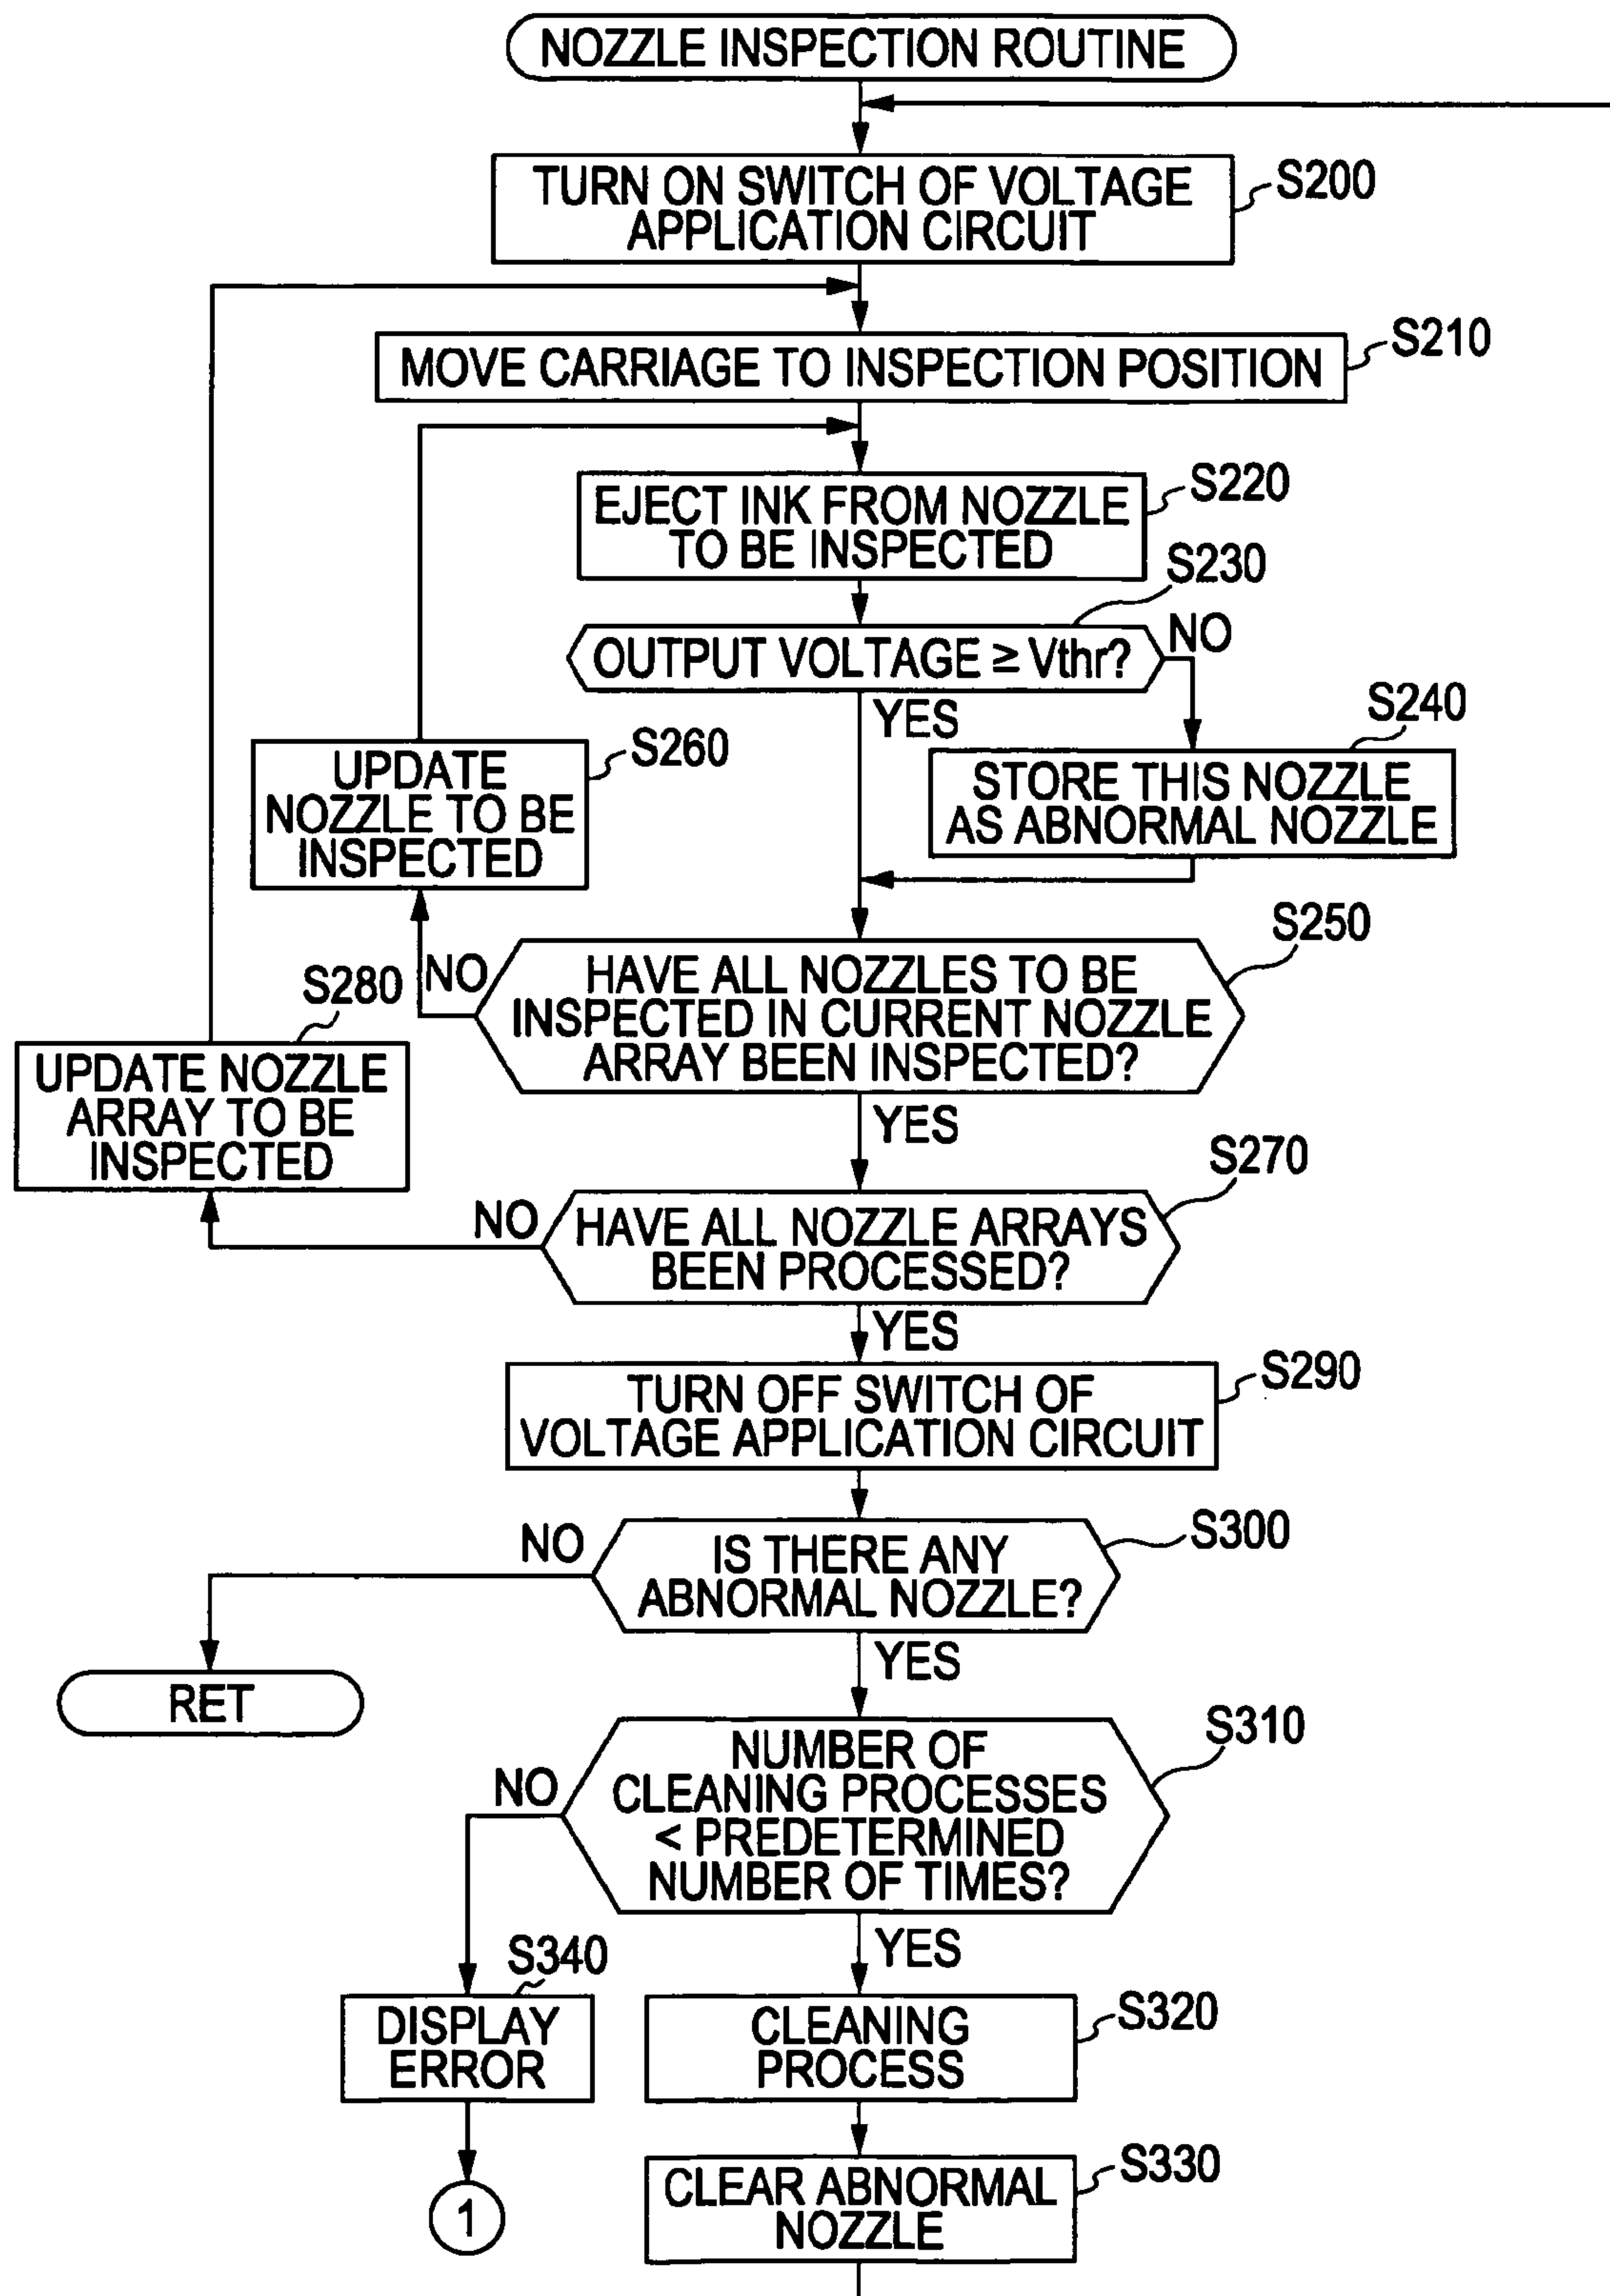 NOZZLE INSPECTION ROUTINE
TURN ON SWITCH OF VOLTAGE
APPLICATION CIRCUIT
S200
MOVE CARRIAGE TO INSPECTION POSITION
S210
EJECT INK FROM NOZZLE
TO BE INSPECTED
S220
OUTPUT VOLTAGE ≥ Vthr?
S230
NO
YES
STORE THIS NOZZLE
AS ABNORMAL NOZZLE
S240
UPDATE
NOZZLE TO BE
INSPECTED
S260
HAVE ALL NOZZLES TO BE
INSPECTED IN CURRENT NOZZLE
ARRAY BEEN INSPECTED?
S250
NO
YES
UPDATE NOZZLE
ARRAY TO BE
INSPECTED
S280
HAVE ALL NOZZLE ARRAYS
BEEN PROCESSED?
S270
NO
YES
TURN OFF SWITCH OF
VOLTAGE APPLICATION CIRCUIT
S290
IS THERE ANY
ABNORMAL NOZZLE?
S300
NO
YES
RET
NUMBER OF
CLEANING PROCESSES
< PREDETERMINED
NUMBER OF TIMES?
S310
NO
YES
DISPLAY
ERROR
S340
1
CLEANING
PROCESS
S320
CLEAR ABNORMAL
NOZZLE
S330